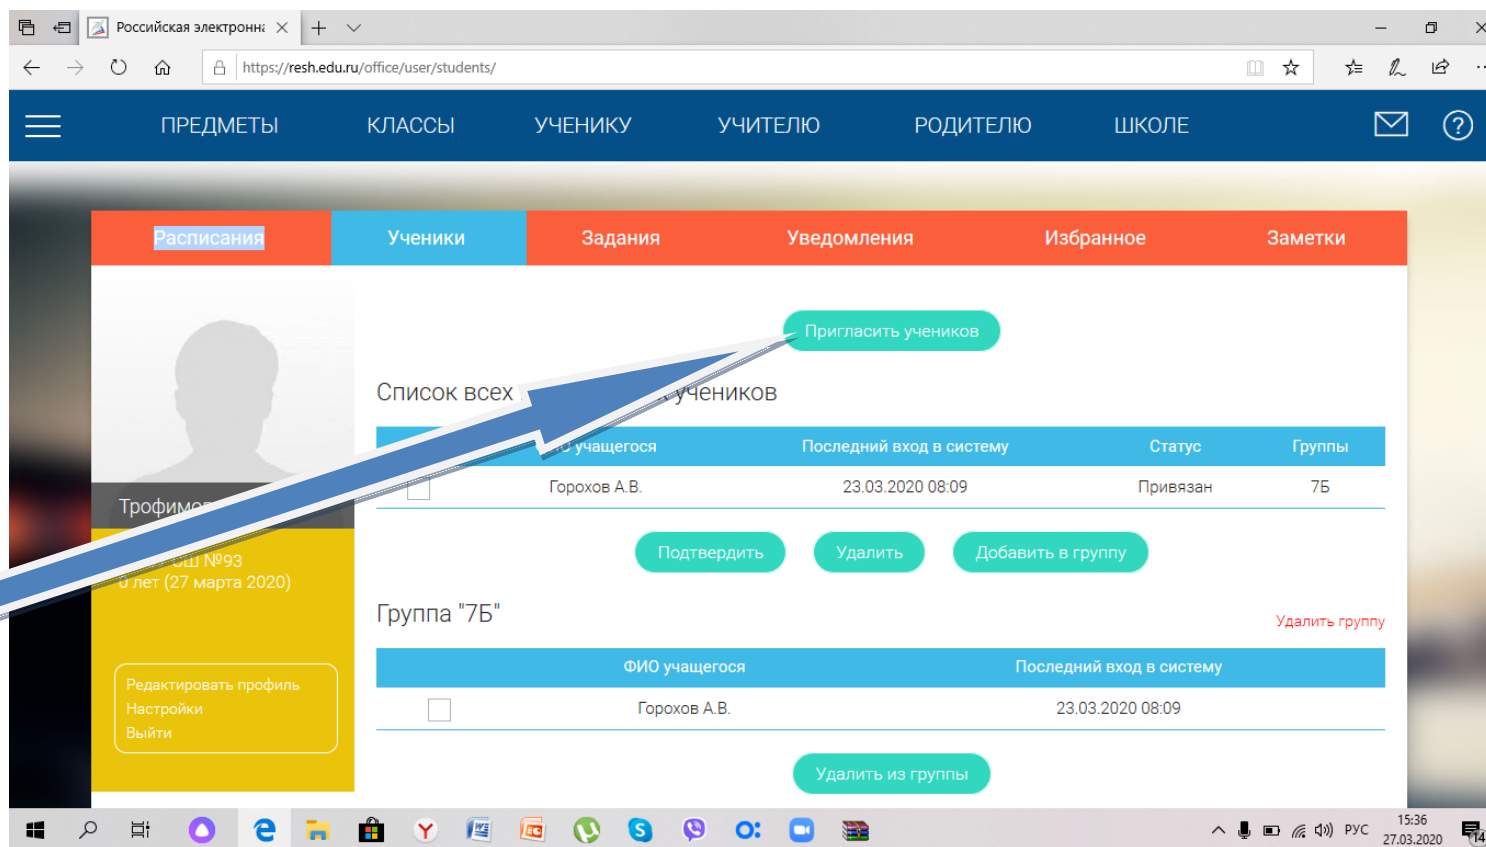 Российская электронна
https://resh.edu.ru/office/user/students/
ПРЕДМЕТЫ КЛАССЫ УЧЕНИКУ УЧИТЕЛЮ РОДИТЕЛЮ ШКОЛЕ
Расписания Ученики Задания Уведомления Избранное Заметки
Пригласить учеников
Список всех учеников
учащегося Последний вход в систему Статус Группы
Горохов А.В. 23.03.2020 08:09 Привязан 7Б
Подтвердить Удалить Добавить в группу
СШ №93
0 лет (27 марта 2020)
Группа "7Б"
Удалить группу
ФИО учащегося Последний вход в систему
Горохов А.В. 23.03.2020 08:09
Редактировать профиль
Настройки
Выйти
Удалить из группы
РУС 15:36
27.03.2020
14